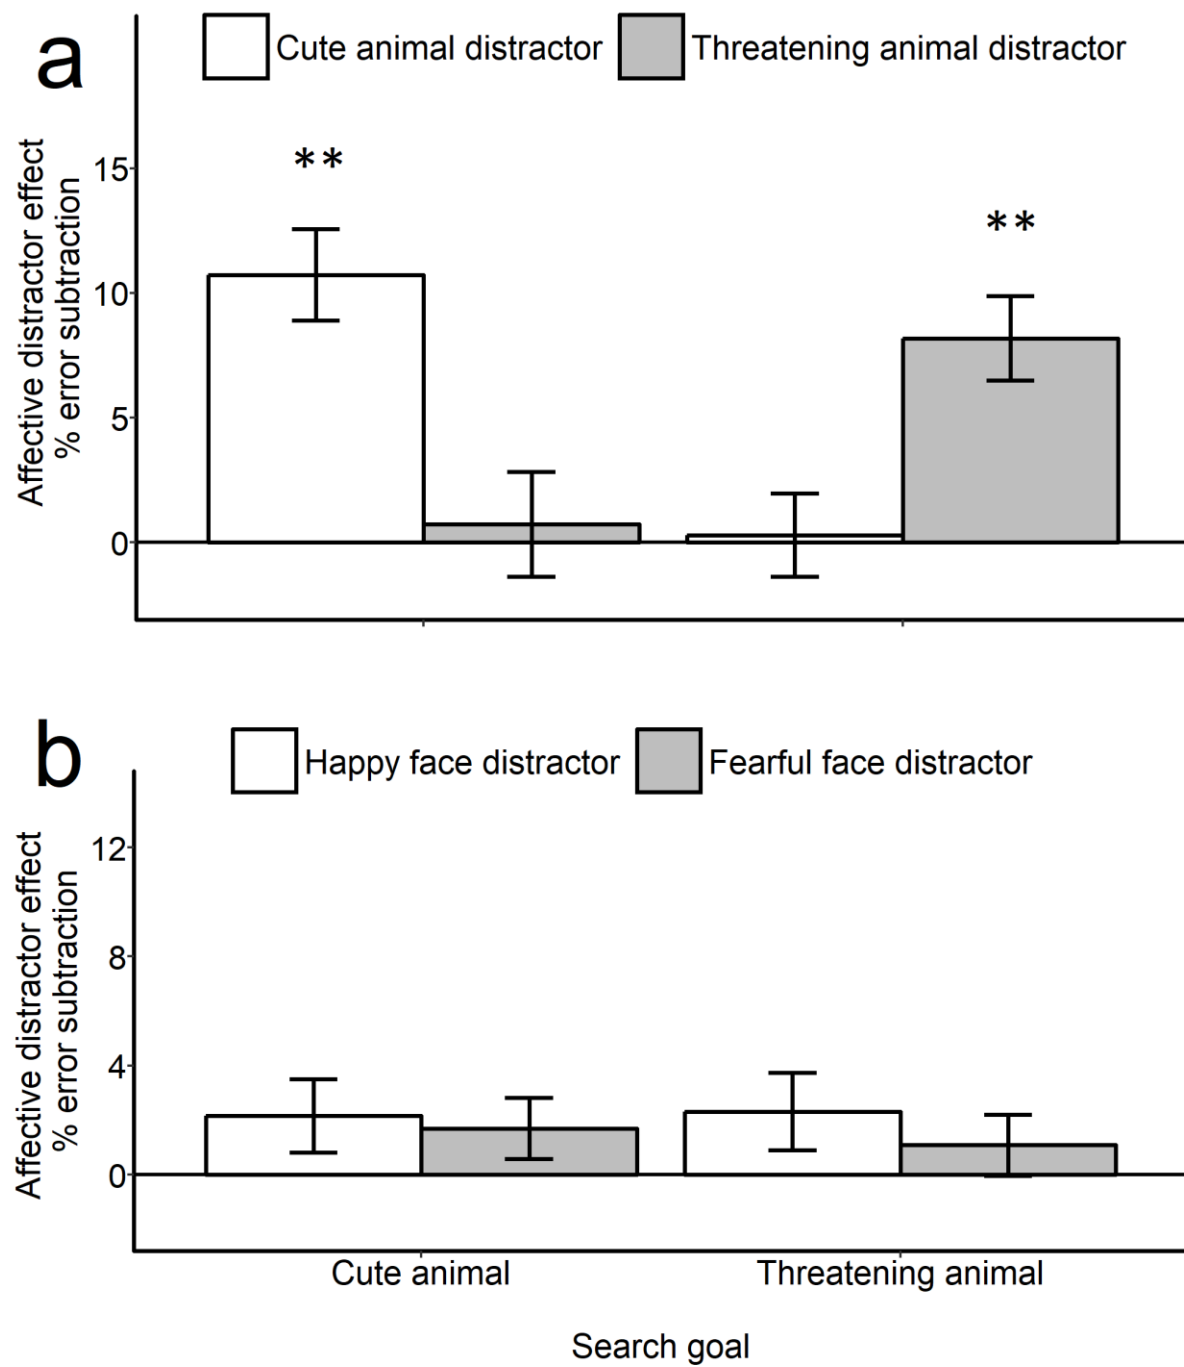 a
Cute animal distractor
Threatening animal distractor
Affective distractor effect
% error subtraction
15
10
5
0
**
**
b
Happy face distractor
Fearful face distractor
Affective distractor effect
% error subtraction
12
8
4
0
Cute animal
Threatening animal
Search goal